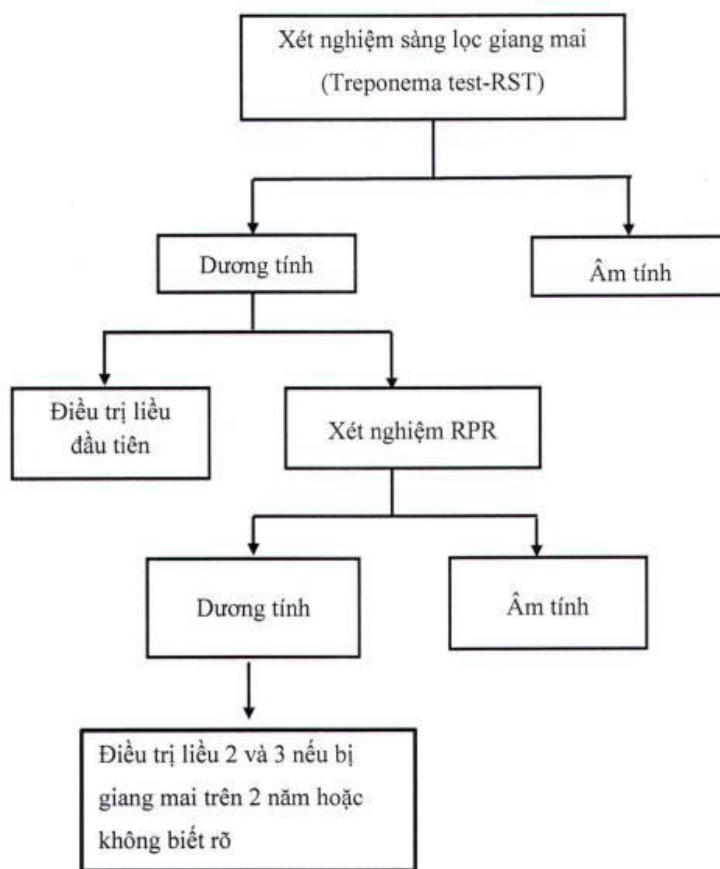 Xét nghiệm sàng lọc giang mai
(Treponema test-RST)
Dương tính
Âm tính
Điều trị liều
đầu tiên
Xét nghiệm RPR
Dương tính
Âm tính
Điều trị liều 2 và 3 nếu bị
giang mai trên 2 năm hoặc
không biết rõ